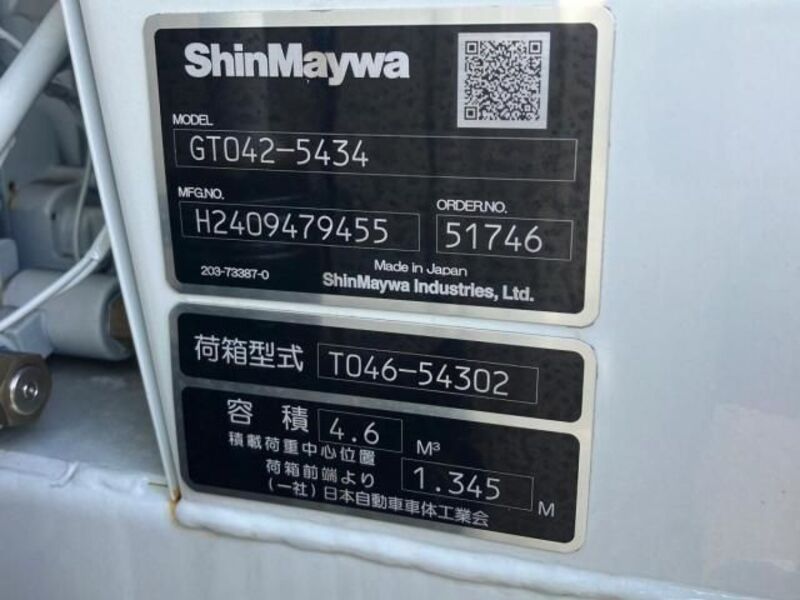 ShinMaywa
MODEL
GT042-5434
MFG.NO.
H2409479455
ORDER.NO.
51746
203-73387-0
Made in Japan
ShinMaywa Industries, Ltd.
荷箱型式 T046-54302
容積 4.6 M³
積載荷重中心位置
荷箱前端より 1.345 M
(一社)日本自動車車体工業会